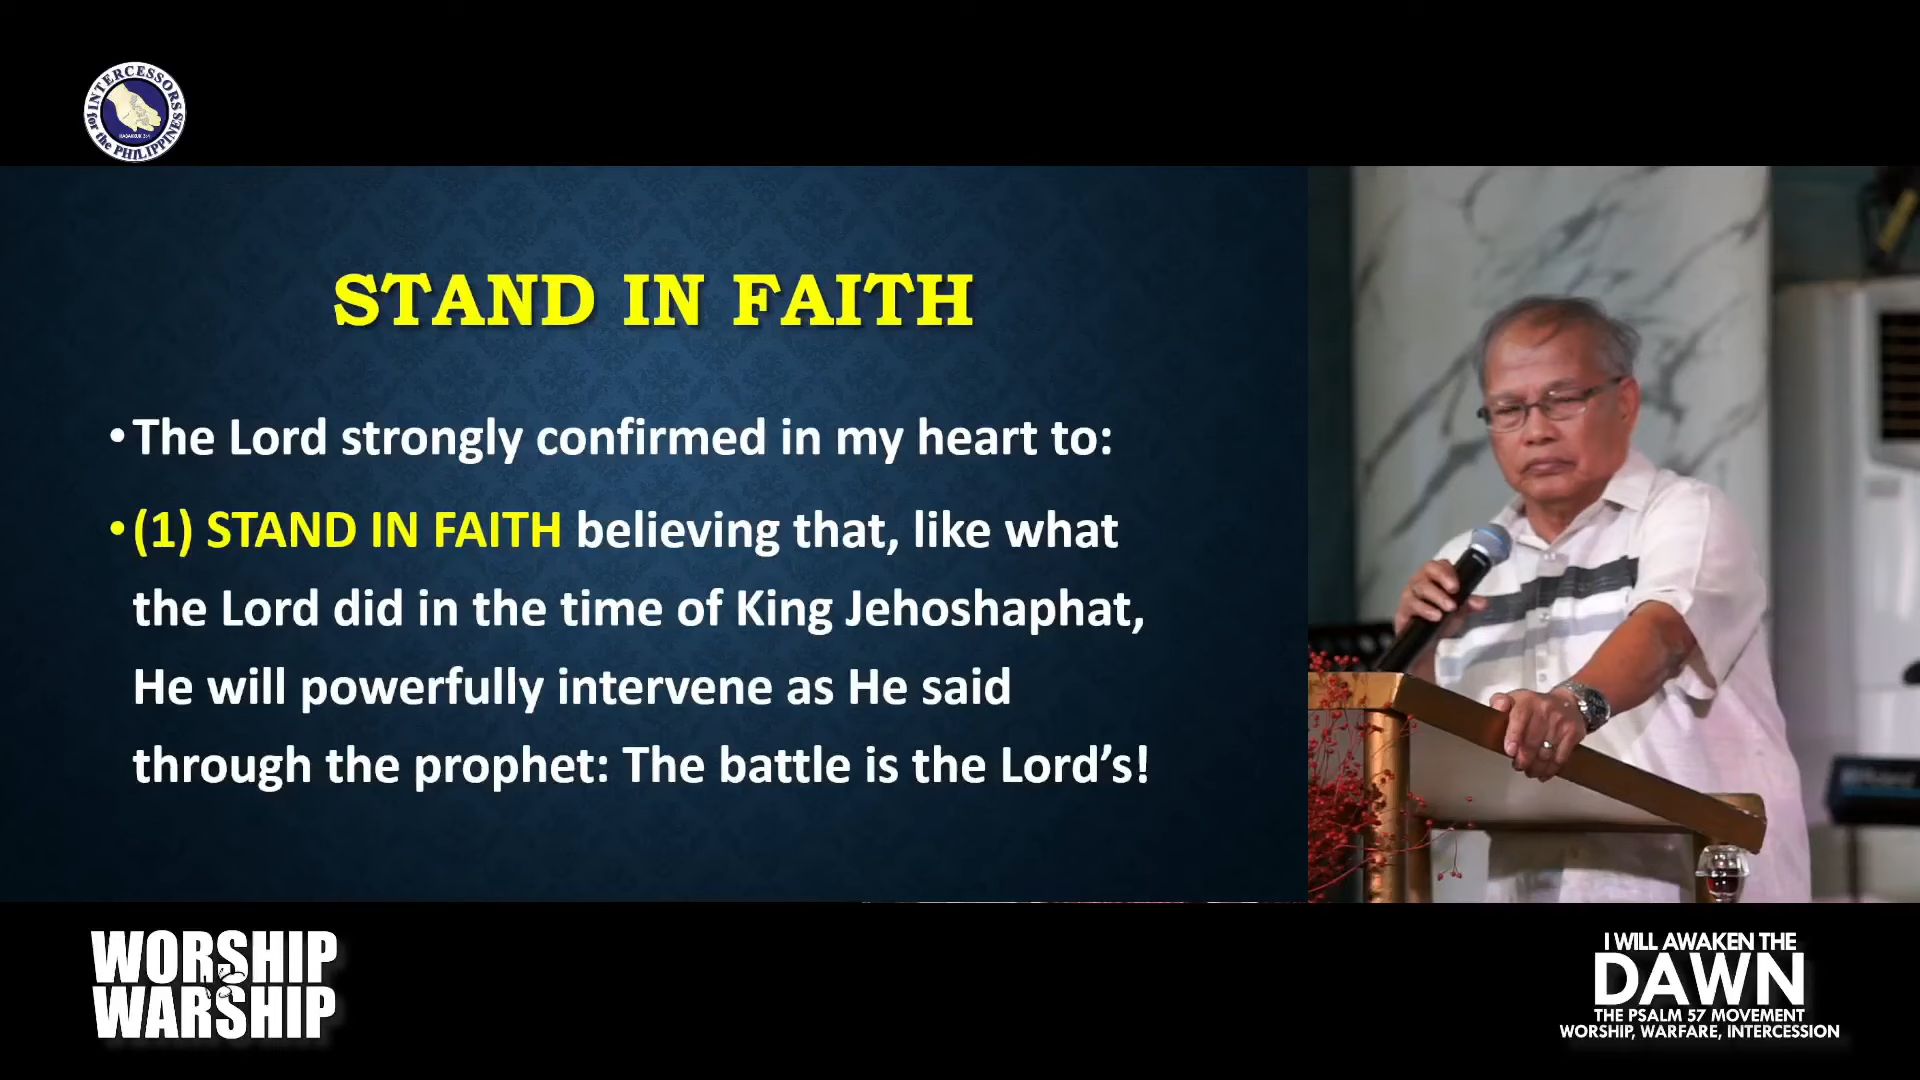 INTERCESSORS
for the PHILIPPINES
STAND IN FAITH
•The Lord strongly confirmed in my heart to:
•(1) STAND IN FAITH believing that, like what
the Lord did in the time of King Jehoshaphat,
He will powerfully intervene as He said
through the prophet: The battle is the Lord’s!
WORSHIP
WARSHIP
I WILL AWAKEN THE
DAWN
THE PSALM 57 MOVEMENT
WORSHIP, WARFARE, INTERCESSION